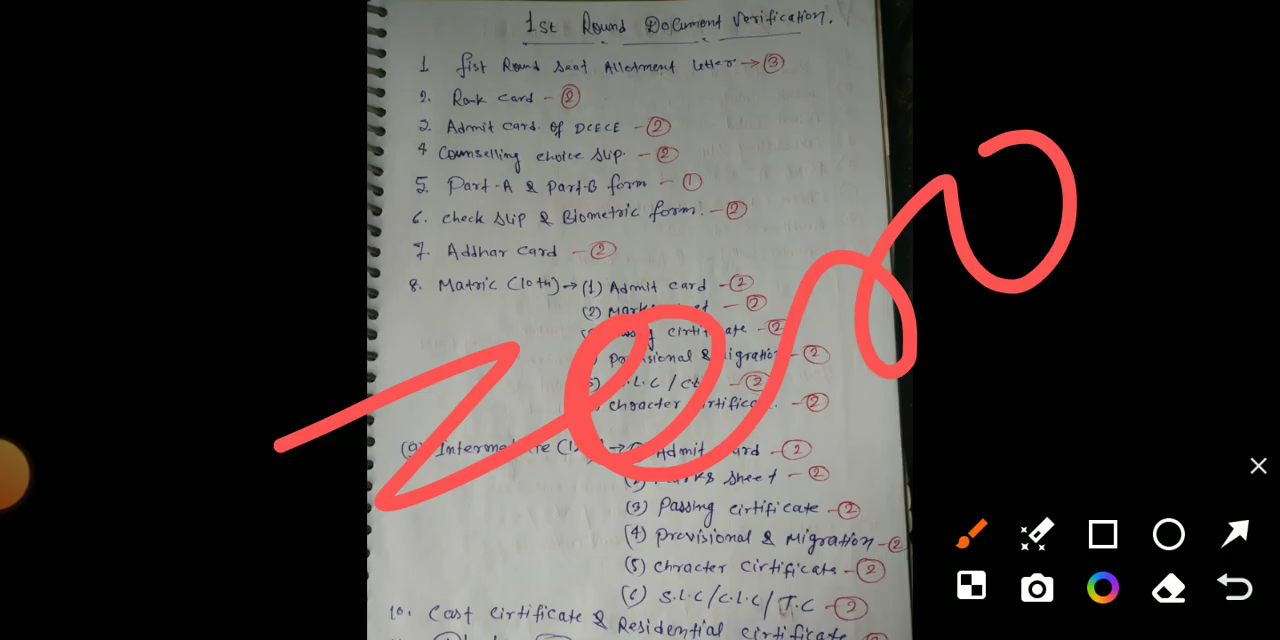 1st Round Document Verification.
1 fist Round Seat Allotment Letter → 3
2. Rank card - 2
3. Admit card of DCECE - 2
4 Counselling choice slip. - 2
5. Part-A & Part-B form - 1
6. Check slip & Biometric form. - 2
7. Addhar card - 2
8. Matric (10th) → (1) Admit card - 2
(2) - 2
cirtificate - 2
& - 2
/ - 2
- 2
(9) → Admit - 2
sheet - 2
(3) Passing cirtificate - 2
(4) Provisional & Migration - 2
(5) chracter cirtificate - 2
(6) S.L.C/C.L.C/T.C - 2
10. Cast cirtificate & Residential cirtificate
zero